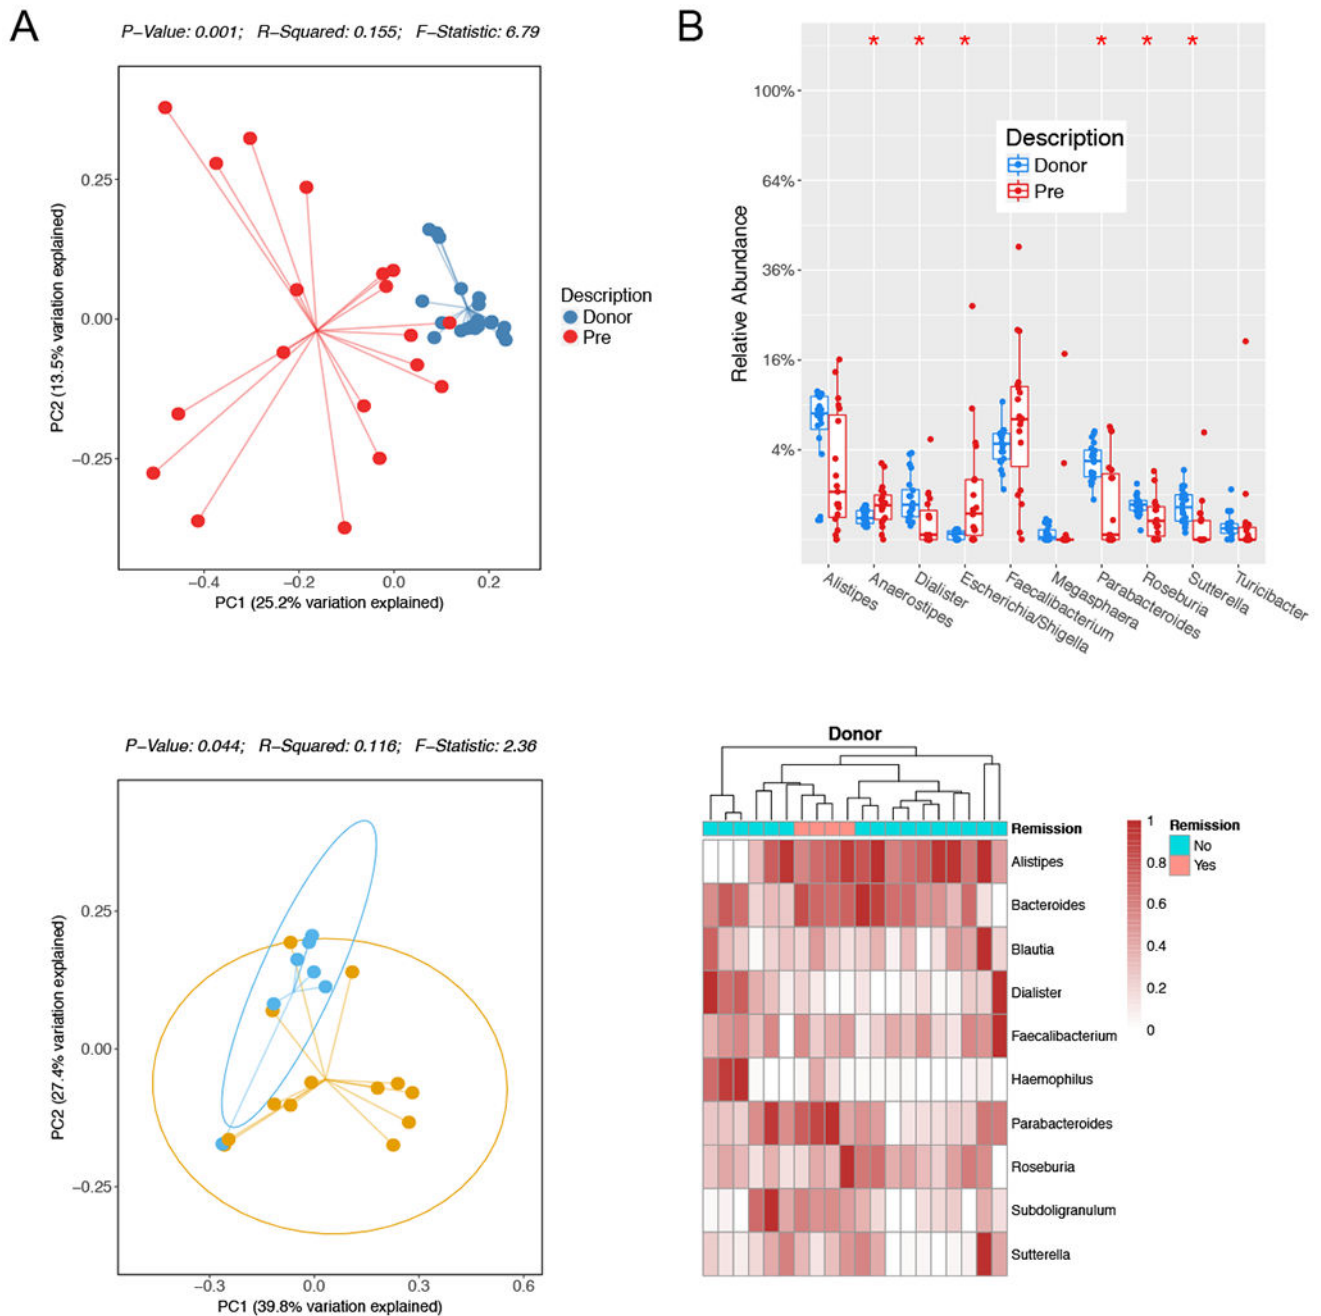 A
P-Value: 0.001; R-Squared: 0.155; F-Statistic: 6.79
PC2 (13.5% variation explained)
0.25
0.00
−0.25
−0.4
−0.2
0.0
0.2
PC1 (25.2% variation explained)
Description
Donor
Pre
B
* * * * * *
Relative Abundance
100%
64%
36%
16%
4%
Description
Donor
Pre
Alistipes
Anaerostipes
Dialister
Escherichia/Shigella
Faecalibacterium
Megasphaera
Parabacteroides
Roseburia
Sutterella
Turicibacter
P-Value: 0.044; R-Squared: 0.116; F-Statistic: 2.36
PC2 (27.4% variation explained)
0.25
0.00
−0.25
−0.3
0.0
0.3
0.6
PC1 (39.8% variation explained)
Donor
Remission
Alistipes
Bacteroides
Blautia
Dialister
Faecalibacterium
Haemophilus
Parabacteroides
Roseburia
Subdoligranulum
Sutterella
1
0.8
0.6
0.4
0.2
0
Remission
No
Yes